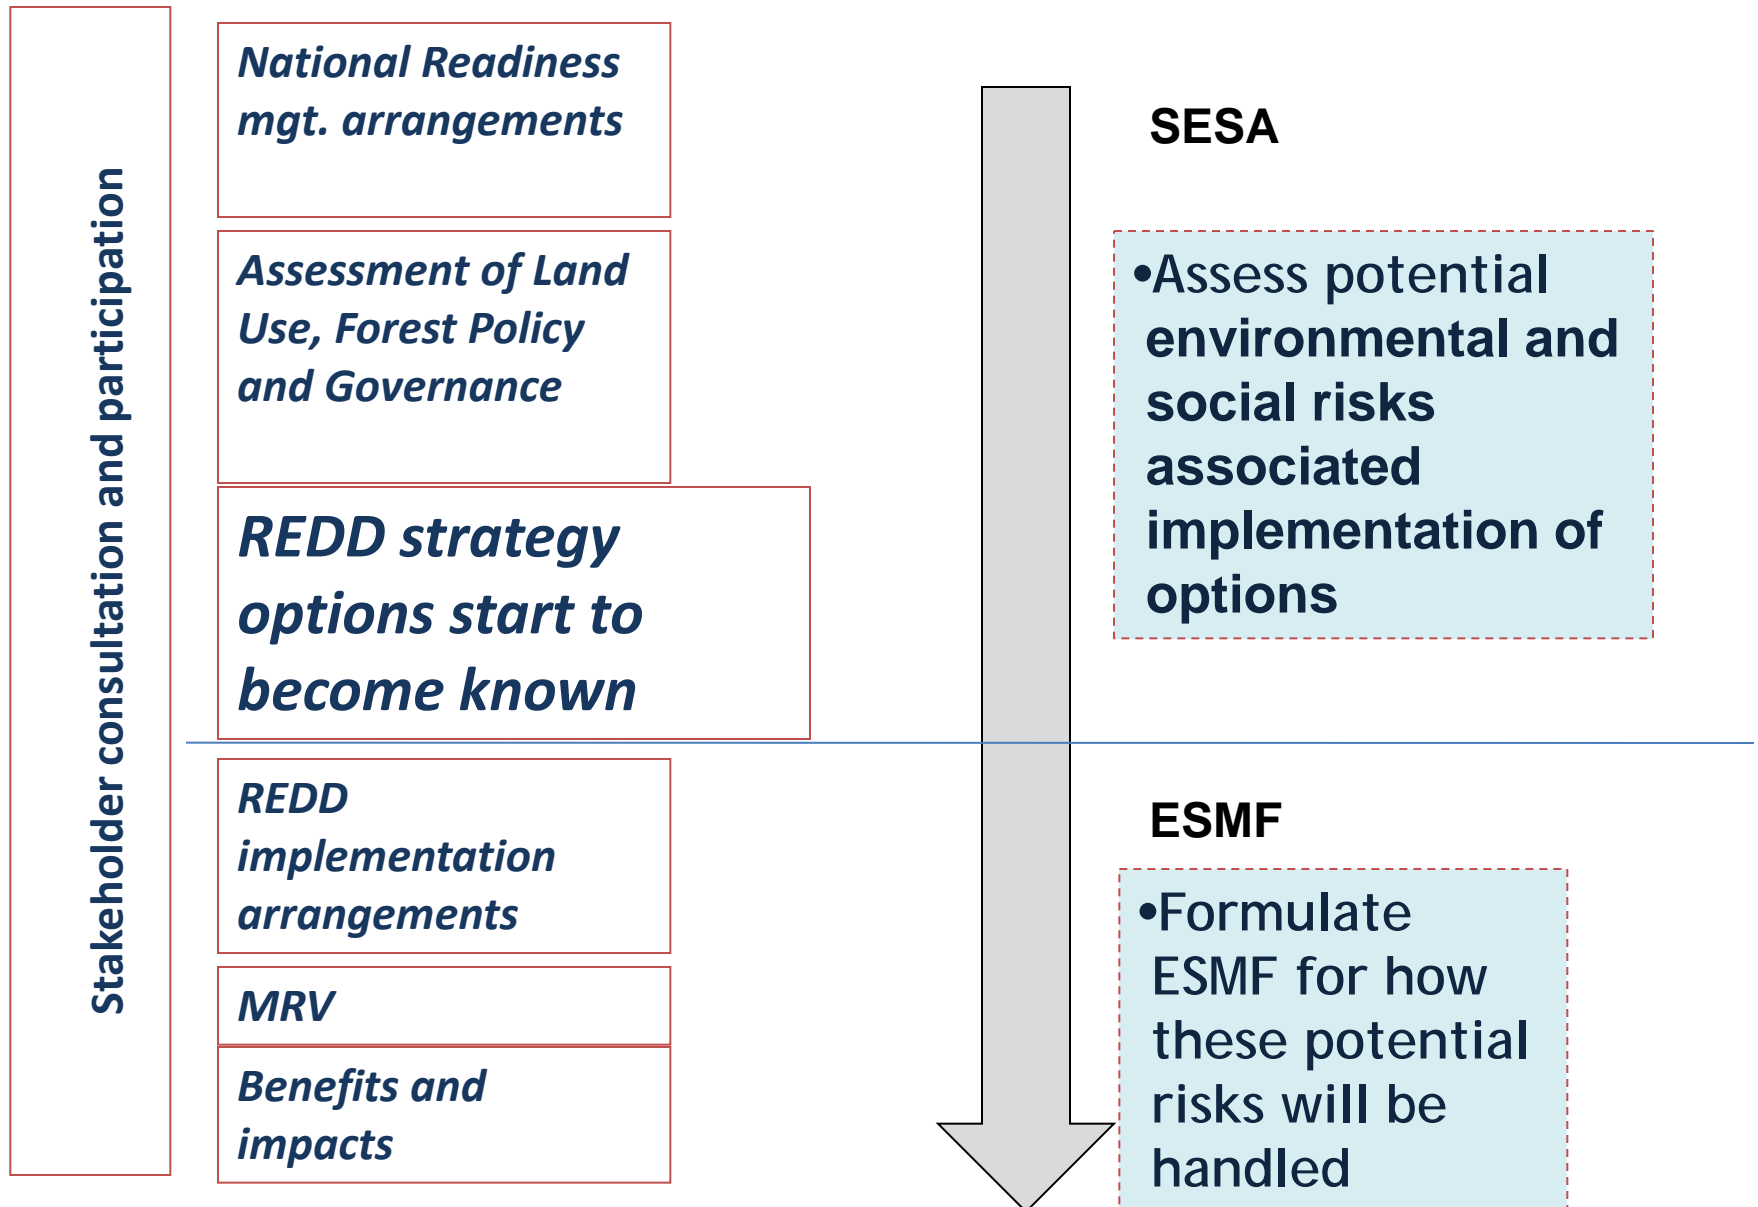 Stakeholder consultation and participation
National Readiness
mgt. arrangements
Assessment of Land
Use, Forest Policy
and Governance
REDD strategy
options start to
become known
REDD
implementation
arrangements
MRV
Benefits and
impacts
SESA
•Assess potential
environmental and
social risks
associated
implementation of
options
ESMF
•Formulate
ESMF for how
these potential
risks will be
handled